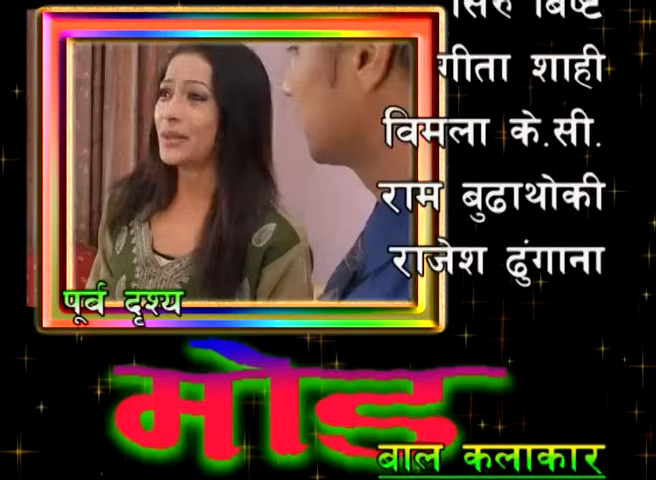 सिरु बिष्ट
गीता शाही
विमला के.सी.
राम बुढाथोकी
राजेश ढुंगाना
पूर्व दृश्य
मोड
बाल कलाकार